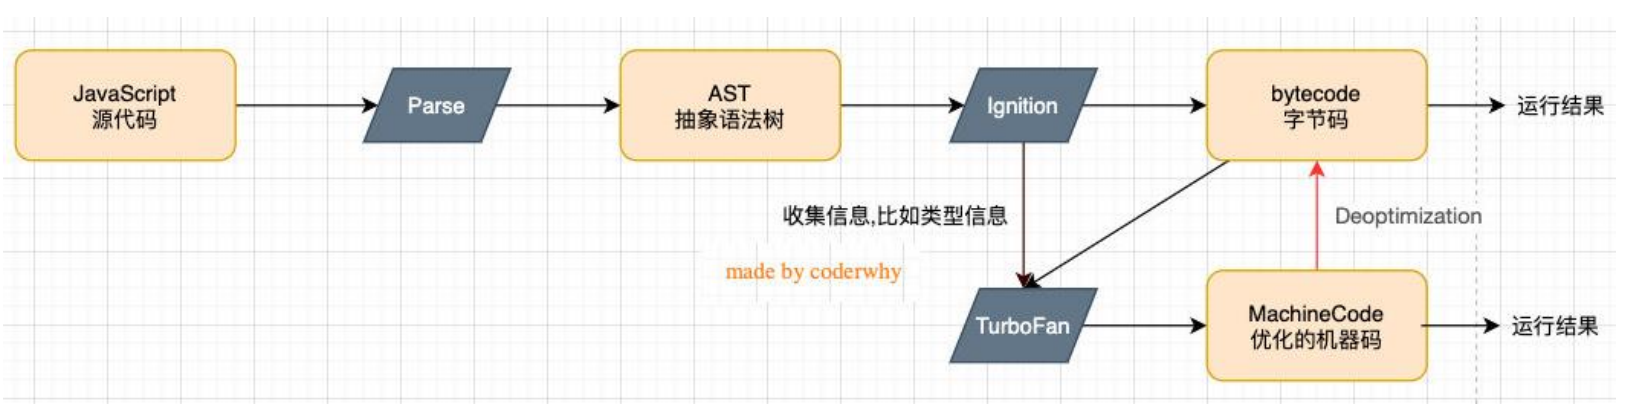 JavaScript
源代码
Parse
AST
抽象语法树
Ignition
bytecode
字节码
运行结果
收集信息,比如类型信息
Deoptimization
made by coderwhy
TurboFan
MachineCode
优化的机器码
运行结果